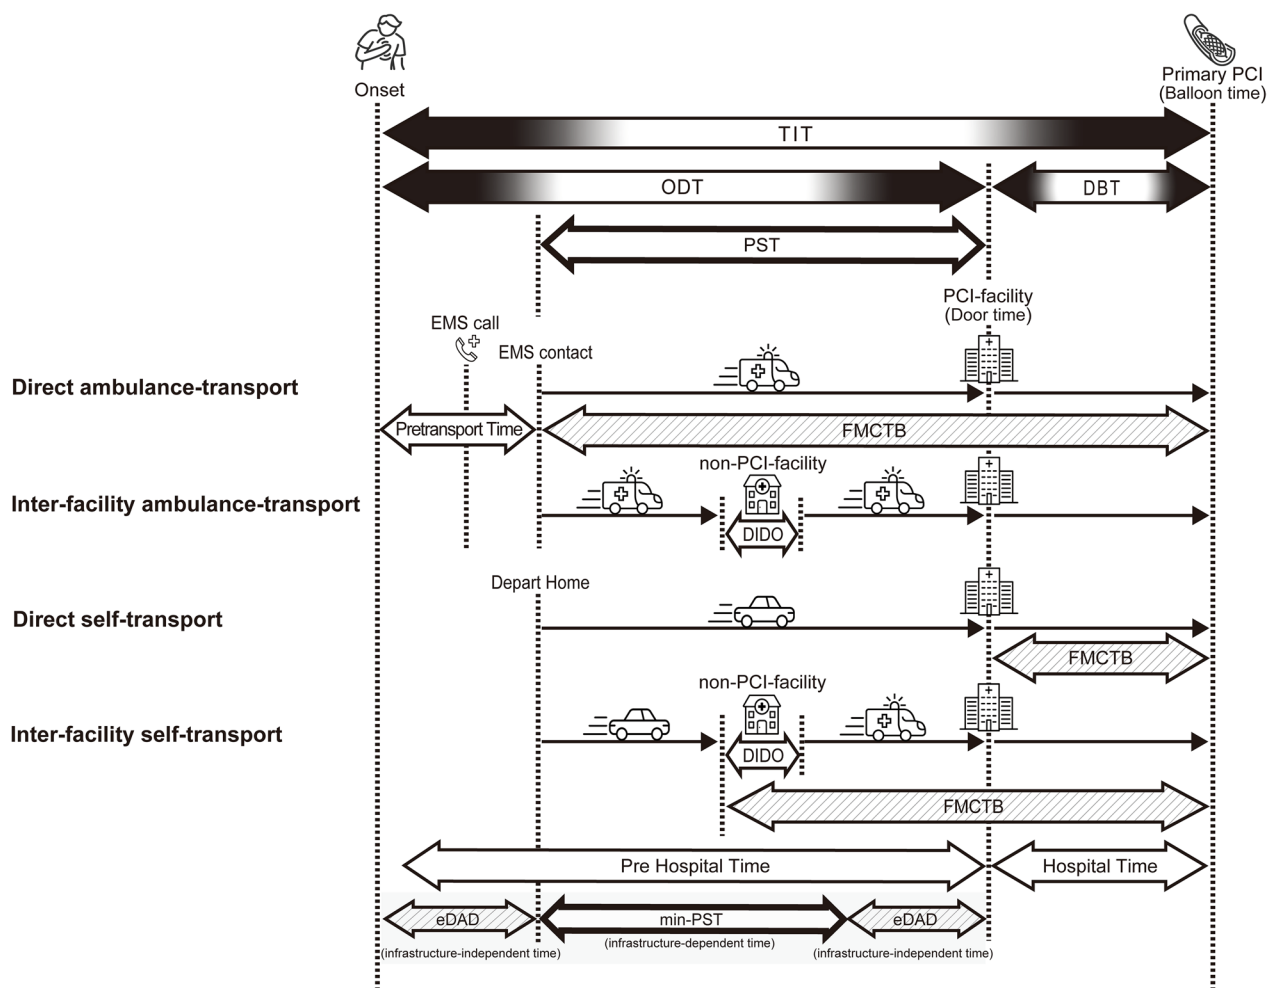 Onset
Primary PCI
(Balloon time)
TIT
ODT
DBT
PST
PCI-facility
(Door time)
EMS call
EMS contact
Direct ambulance-transport
Pretransport Time
FMCTB
non-PCI-facility
Inter-facility ambulance-transport
DIDO
Depart Home
Direct self-transport
FMCTB
non-PCI-facility
Inter-facility self-transport
DIDO
FMCTB
Pre Hospital Time
Hospital Time
eDAD
min-PST
eDAD
(infrastructure-independent time)
(infrastructure-dependent time)
(infrastructure-independent time)